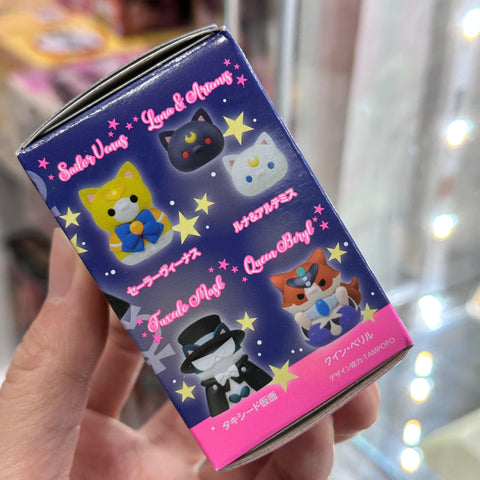 Sailor Venus
セーラーヴィーナス
Luna & Artemis
ルナ&アルテミス
Tuxedo Mask
タキシード仮面
Queen Beryl
クイン・ベリル
デザイン協力:TAMPOPO